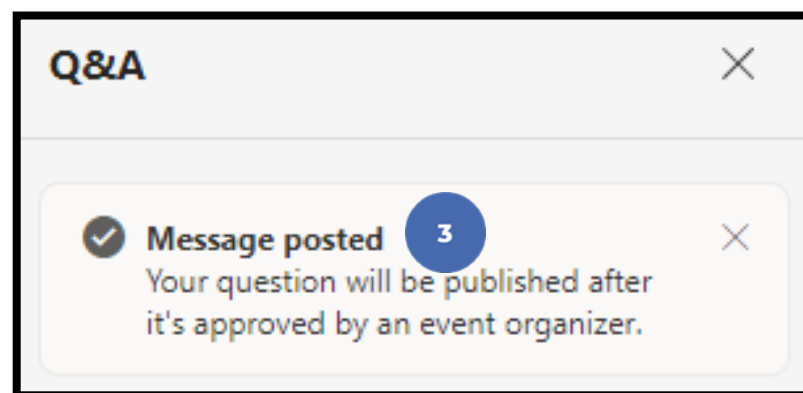 Q&A
Message posted 3
Your question will be published after
it's approved by an event organizer.